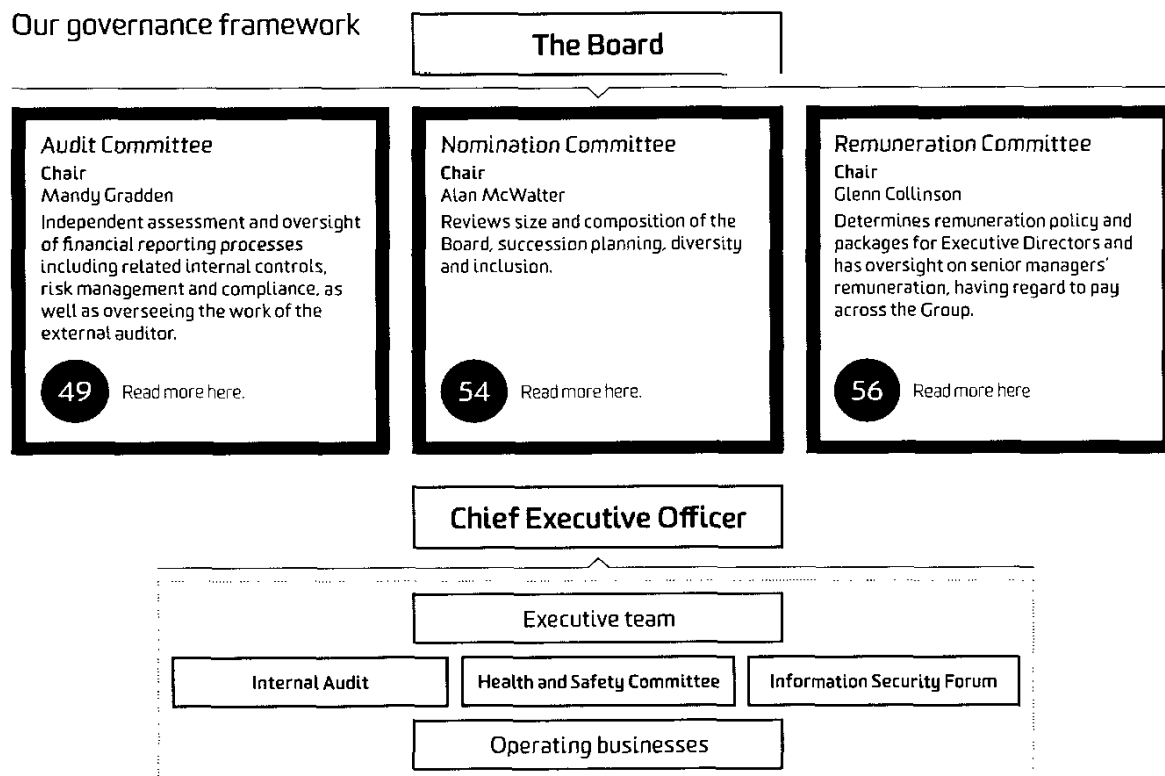 Our governance framework
The Board
Audit Committee
Chair
Mandy Gradden
Independent assessment and oversight
of financial reporting processes
including related internal controls,
risk management and compliance, as
well as overseeing the work of the
external auditor.
49 Read more here.
Nomination Committee
Chair
Alan McWalter
Reviews size and composition of the
Board, succession planning, diversity
and inclusion.
54 Read more here.
Remuneration Committee
Chair
Glenn Collinson
Determines remuneration policy and
packages for Executive Directors and
has oversight on senior managers'
remuneration, having regard to pay
across the Group.
56 Read more here
Chief Executive Officer
Executive team
Internal Audit
Health and Safety Committee
Information Security Forum
Operating businesses